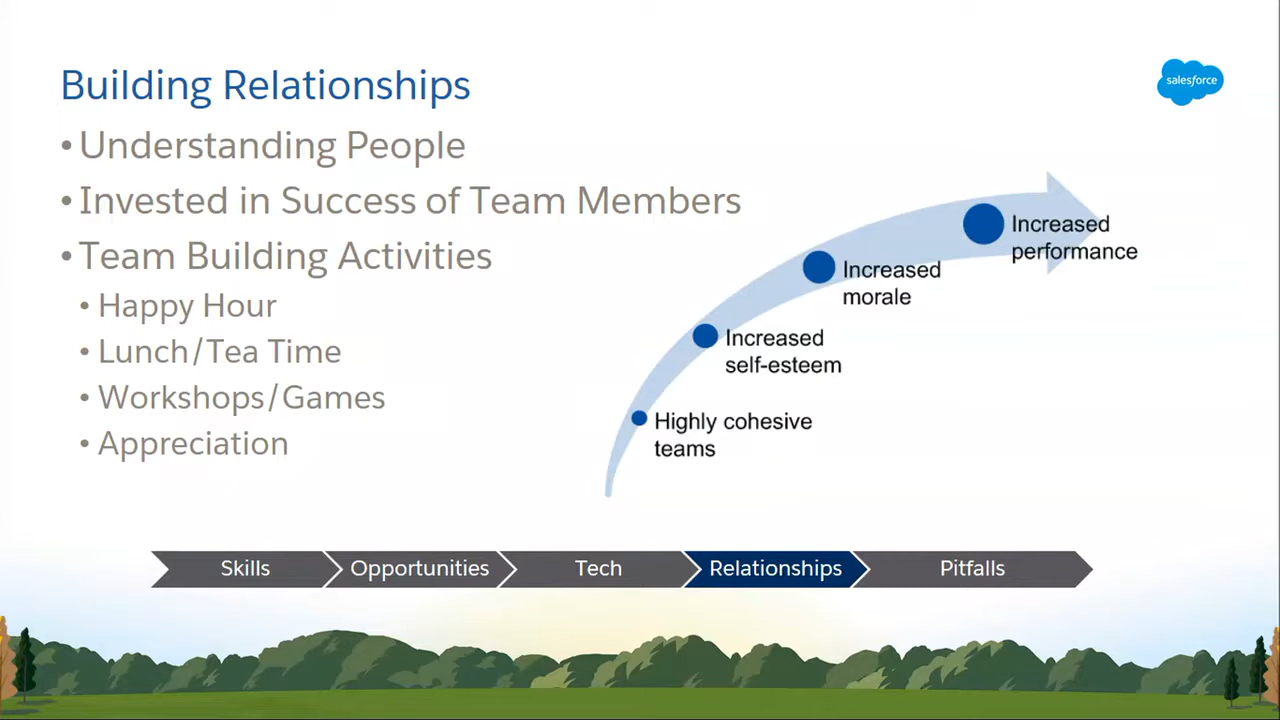 Building Relationships
salesforce
• Understanding People
• Invested in Success of Team Members
• Team Building Activities
• Happy Hour
• Lunch/Tea Time
• Workshops/Games
• Appreciation
Increased
performance
Increased
morale
Increased
self-esteem
Highly cohesive
teams
Skills
Opportunities
Tech
Relationships
Pitfalls